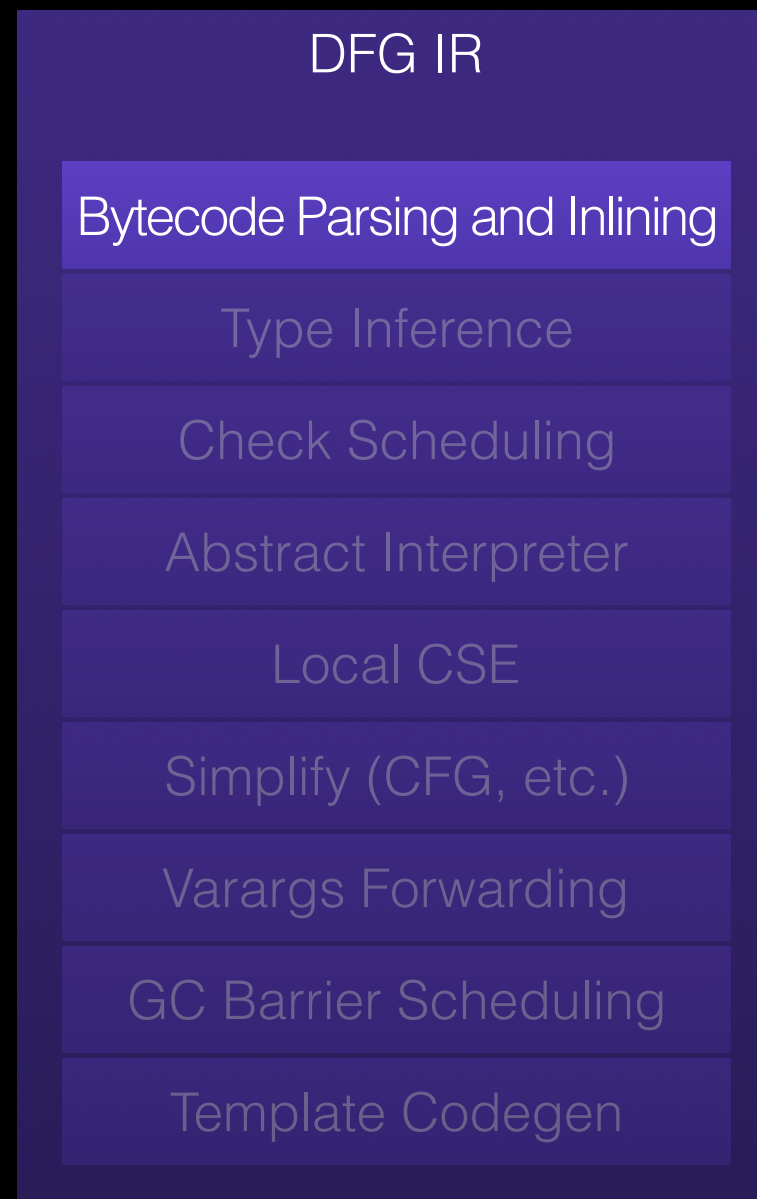 DFG IR
Bytecode Parsing and Inlining
Type Inference
Check Scheduling
Abstract Interpreter
Local CSE
Simplify (CFG, etc.)
Varargs Forwarding
GC Barrier Scheduling
Template Codegen